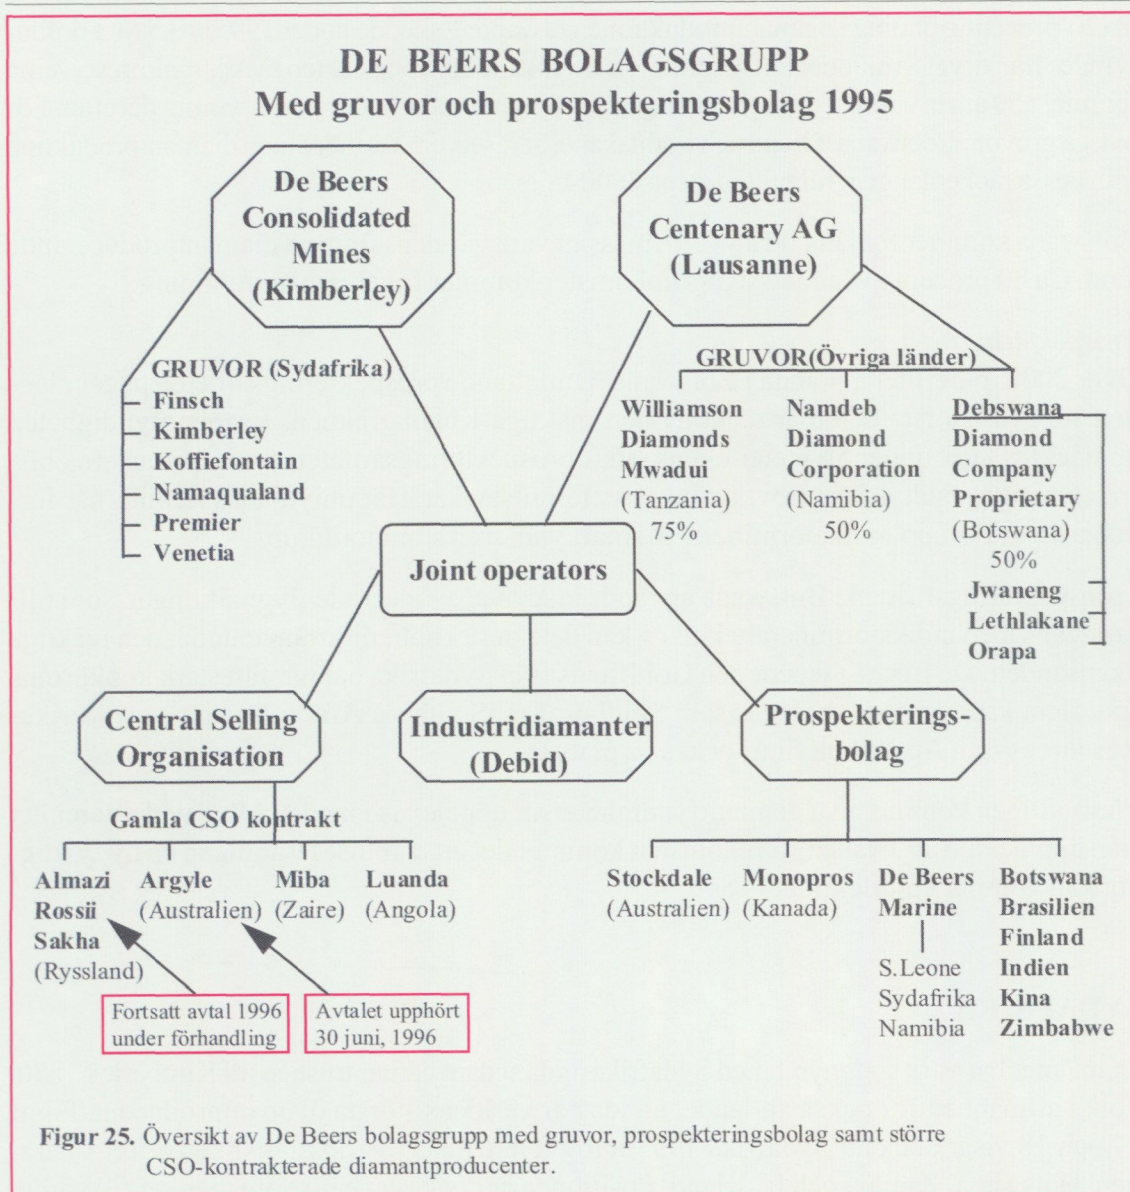 DE BEERS BOLAGSGRUPP
Med gruvor och prospekteringsbolag 1995
De Beers
Consolidated
Mines
(Kimberley)
De Beers
Centenary AG
(Lausanne)
GRUVOR (Sydafrika)
Finsch
Kimberley
Koffiefontain
Namaqualand
Premier
Venetia
GRUVOR(Övriga länder)
Williamson
Diamonds
Mwadui
(Tanzania)
75%
Namdeb
Diamond
Corporation
(Namibia)
50%
Debswana
Diamond
Company
Proprietary
(Botswana)
50%
Jwaneng
Lethlakane
Orapa
Joint operators
Central Selling
Organisation
Industridiamanter
(Debid)
Prospekterings-
bolag
Gamla CSO kontrakt
Almazi
Rossii
Sakha
(Ryssland)
Argyle
(Australien)
Miba
(Zaire)
Luanda
(Angola)
Fortsatt avtal 1996
under förhandling
Avtalet upphört
30 juni, 1996
Stockdale
(Australien)
Monopros
(Kanada)
De Beers
Marine
S.Leone
Sydafrika
Namibia
Botswana
Brasilien
Finland
Indien
Kina
Zimbabwe
Figur 25. Översikt av De Beers bolagsgrupp med gruvor, prospekteringsbolag samt större
CSO-kontrakterade diamantproducenter.